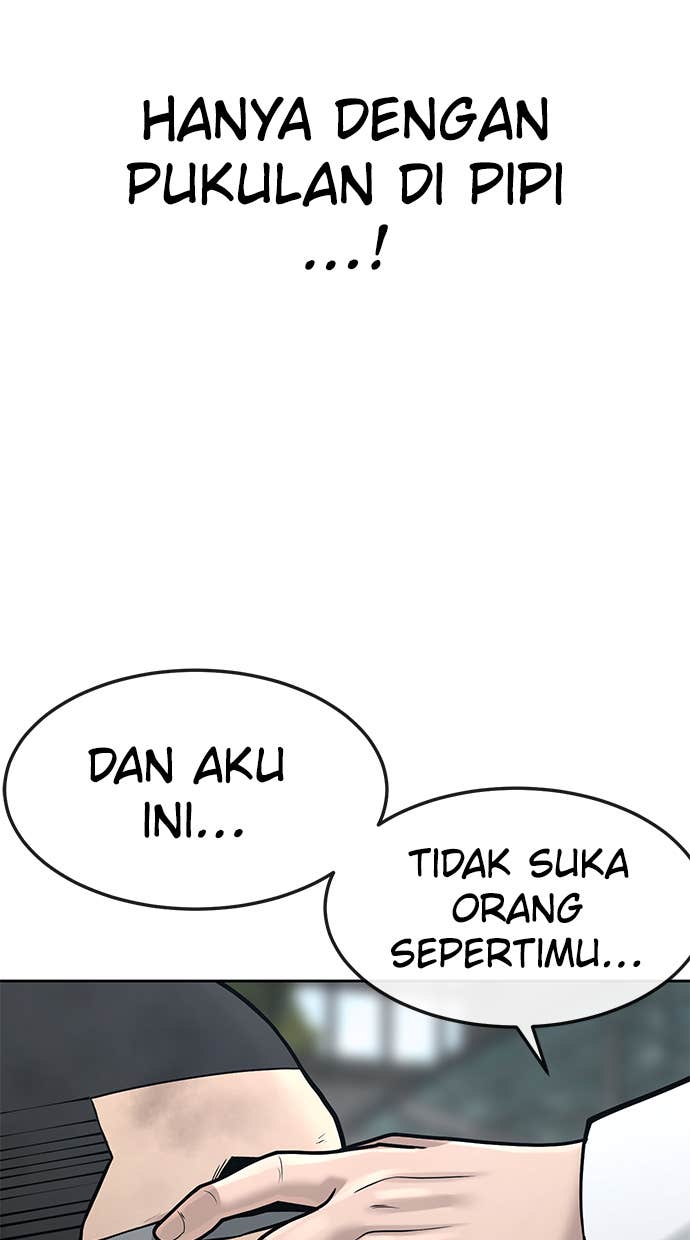 HANYA DENGAN
PUKULAN DI PIPI
...!
DAN AKU
INI...
TIDAK SUKA
ORANG
SEPERTIMU...